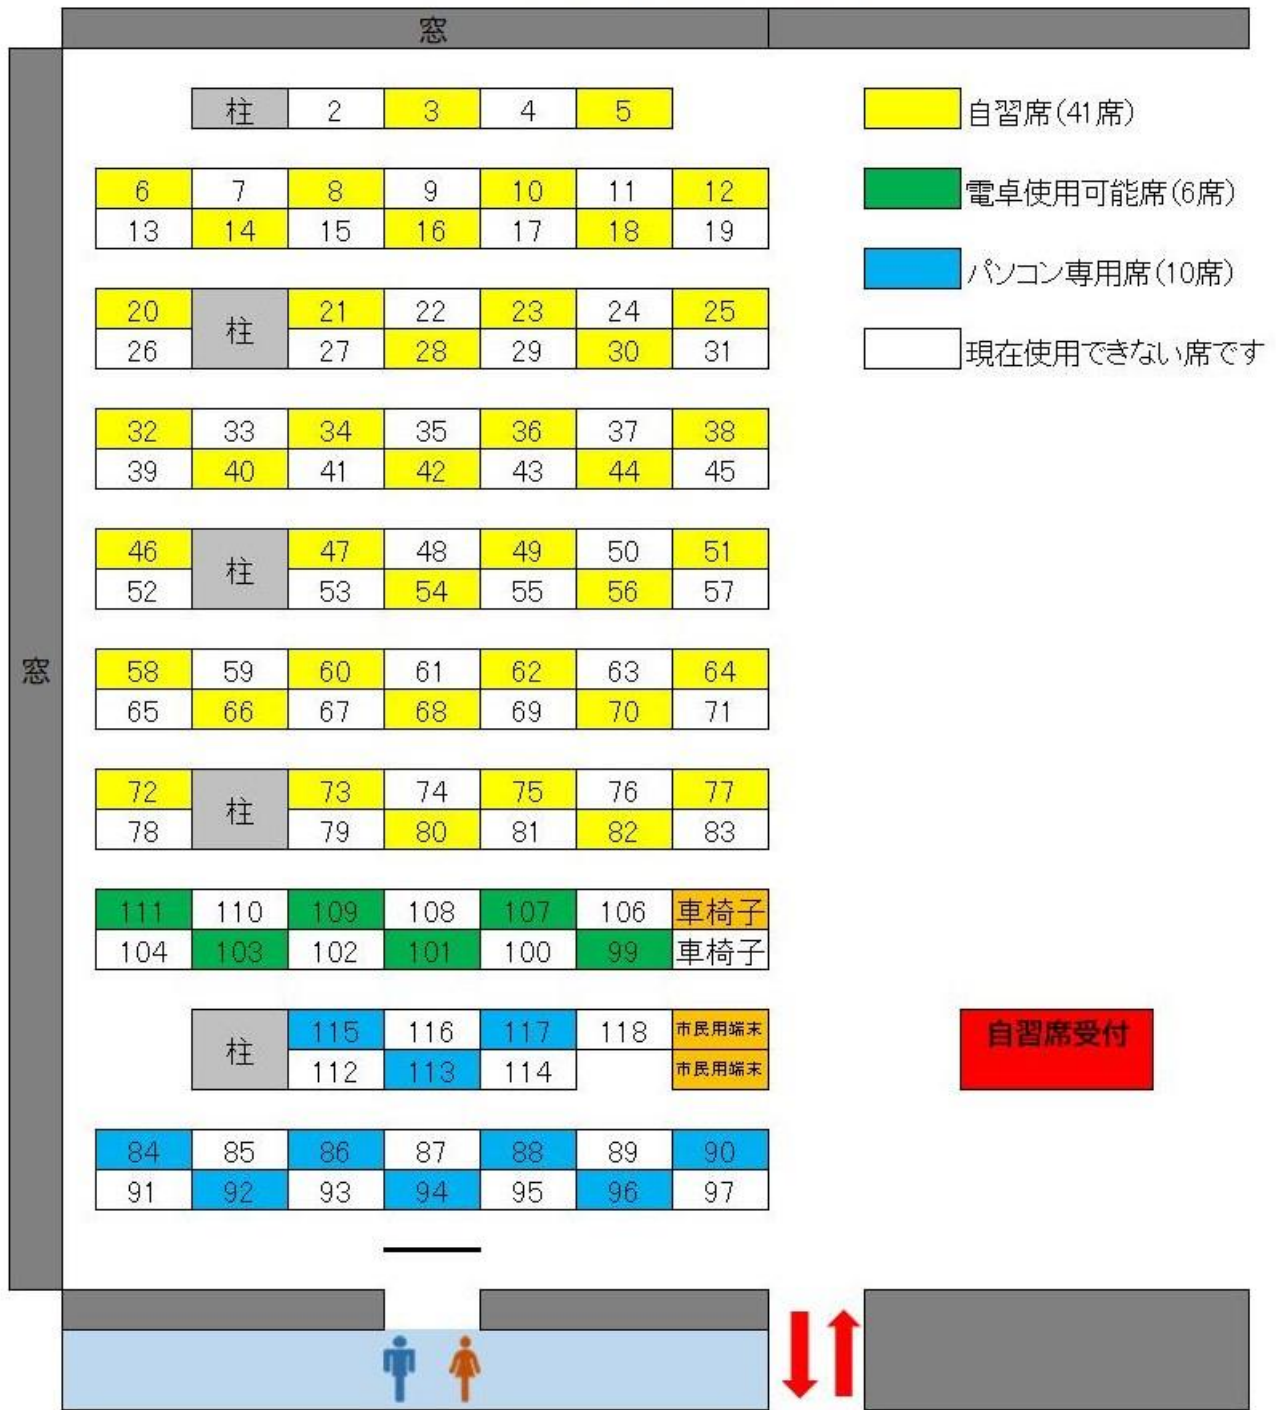 窓
柱 2 3 4 5
自習席(41席)
6 7 8 9 10 11 12
13 14 15 16 17 18 19
電卓使用可能席(6席)
パソコン専用席(10席)
20 柱 21 22 23 24 25
26 27 28 29 30 31
現在使用できない席です
32 33 34 35 36 37 38
39 40 41 42 43 44 45
46 柱 47 48 49 50 51
52 53 54 55 56 57
窓
58 59 60 61 62 63 64
65 66 67 68 69 70 71
72 柱 73 74 75 76 77
78 79 80 81 82 83
111 110 109 108 107 106 車椅子
104 103 102 101 100 99 車椅子
柱 115 116 117 118 市民用端末
112 113 114 市民用端末
自習席受付
84 85 86 87 88 89 90
91 92 93 94 95 96 97